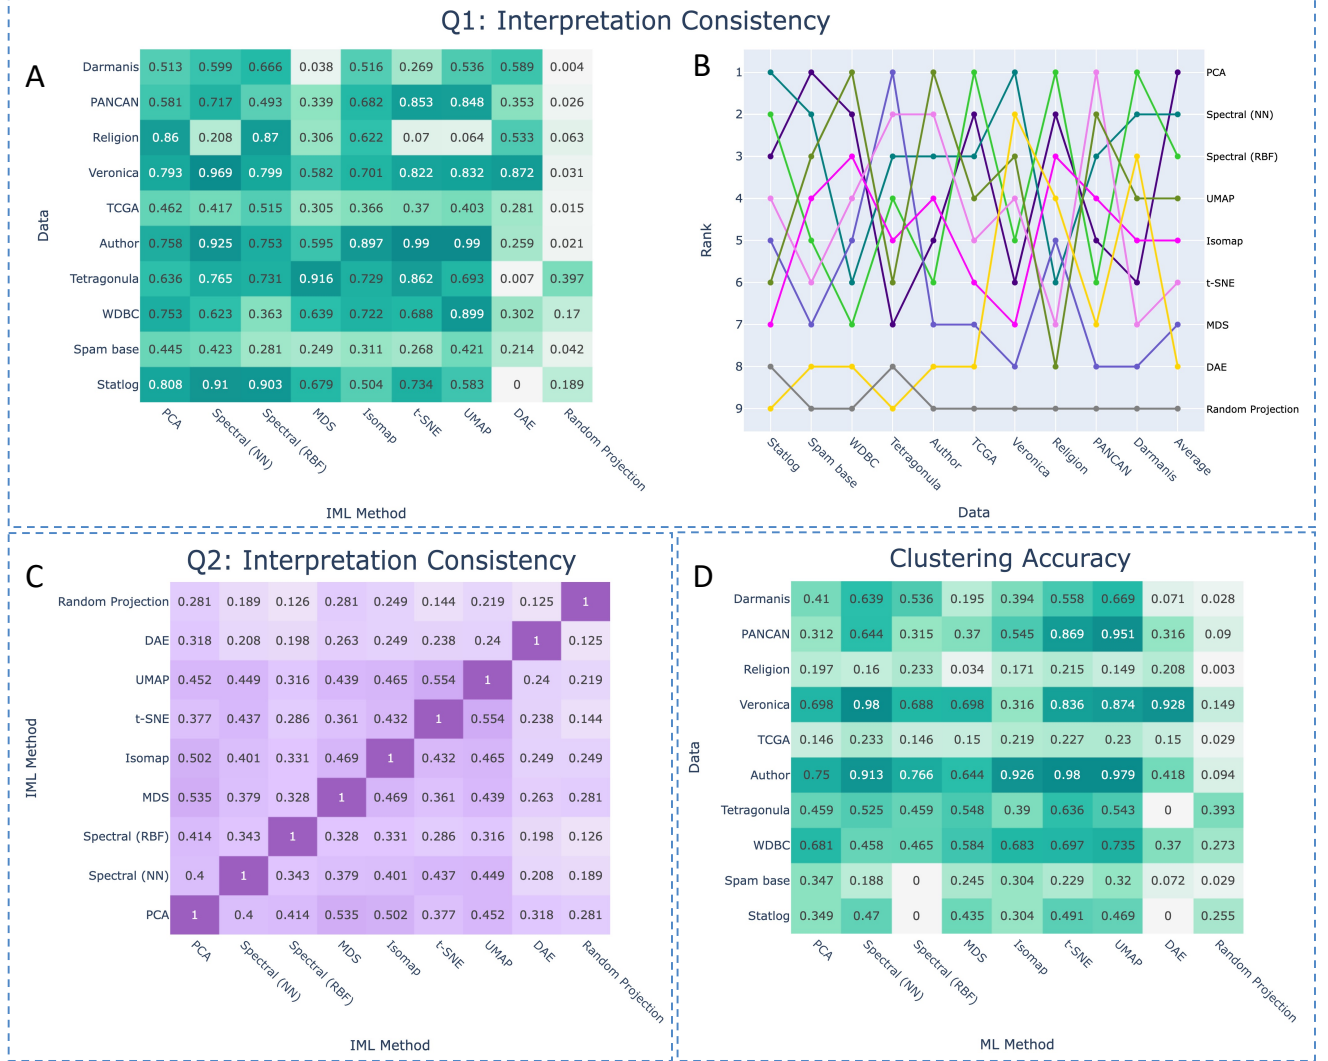 Q1: Interpretation Consistency
A
Data
Darmanis 0.513 0.599 0.666 0.038 0.516 0.269 0.536 0.589 0.004
PANCAN 0.581 0.717 0.493 0.339 0.682 0.853 0.848 0.353 0.026
Religion 0.86 0.208 0.87 0.306 0.622 0.07 0.064 0.533 0.063
Veronica 0.793 0.969 0.799 0.582 0.701 0.822 0.832 0.872 0.031
TCGA 0.462 0.417 0.515 0.305 0.366 0.37 0.403 0.281 0.015
Author 0.758 0.925 0.753 0.595 0.897 0.99 0.99 0.259 0.021
Tetragonula 0.636 0.765 0.731 0.916 0.729 0.862 0.693 0.007 0.397
WDBC 0.753 0.623 0.363 0.639 0.722 0.688 0.899 0.302 0.17
Spam base 0.445 0.423 0.281 0.249 0.311 0.268 0.421 0.214 0.042
Statlog 0.808 0.91 0.903 0.679 0.504 0.734 0.583 0 0.189
PCA Spectral (NN) Spectral (RBF) MDS Isomap t-SNE UMAP DAE Random Projection
IML Method
B
Rank
1 PCA
2 Spectral (NN)
3 Spectral (RBF)
4 UMAP
5 Isomap
6 t-SNE
7 MDS
8 DAE
9 Random Projection
Statlog Spam base WDBC Tetragonula Author TCGA Veronica Religion PANCAN Darmanis Average
Data
C
Q2: Interpretation Consistency
IML Method
Random Projection 0.281 0.189 0.126 0.281 0.249 0.144 0.219 0.125 1
DAE 0.318 0.208 0.198 0.263 0.249 0.238 0.24 1 0.125
UMAP 0.452 0.449 0.316 0.439 0.465 0.554 1 0.24 0.219
t-SNE 0.377 0.437 0.286 0.361 0.432 1 0.554 0.238 0.144
Isomap 0.502 0.401 0.331 0.469 1 0.432 0.465 0.249 0.249
MDS 0.535 0.379 0.328 1 0.469 0.361 0.439 0.263 0.281
Spectral (RBF) 0.414 0.343 1 0.328 0.331 0.286 0.316 0.198 0.126
Spectral (NN) 0.4 1 0.343 0.379 0.401 0.437 0.449 0.208 0.189
PCA 1 0.4 0.414 0.535 0.502 0.377 0.452 0.318 0.281
PCA Spectral (NN) Spectral (RBF) MDS Isomap t-SNE UMAP DAE Random Projection
IML Method
D
Clustering Accuracy
Data
Darmanis 0.41 0.639 0.536 0.195 0.394 0.558 0.669 0.071 0.028
PANCAN 0.312 0.644 0.315 0.37 0.545 0.869 0.951 0.316 0.09
Religion 0.197 0.16 0.233 0.034 0.171 0.215 0.149 0.208 0.003
Veronica 0.698 0.98 0.688 0.698 0.316 0.836 0.874 0.928 0.149
TCGA 0.146 0.233 0.146 0.15 0.219 0.227 0.23 0.15 0.029
Author 0.75 0.913 0.766 0.644 0.926 0.98 0.979 0.418 0.094
Tetragonula 0.459 0.525 0.459 0.548 0.39 0.636 0.543 0 0.393
WDBC 0.681 0.458 0.465 0.584 0.683 0.697 0.735 0.37 0.273
Spam base 0.347 0.188 0 0.245 0.304 0.229 0.32 0.072 0.029
Statlog 0.349 0.47 0 0.435 0.304 0.491 0.469 0 0.255
PCA Spectral (NN) Spectral (RBF) MDS Isomap t-SNE UMAP DAE Random Projection
ML Method